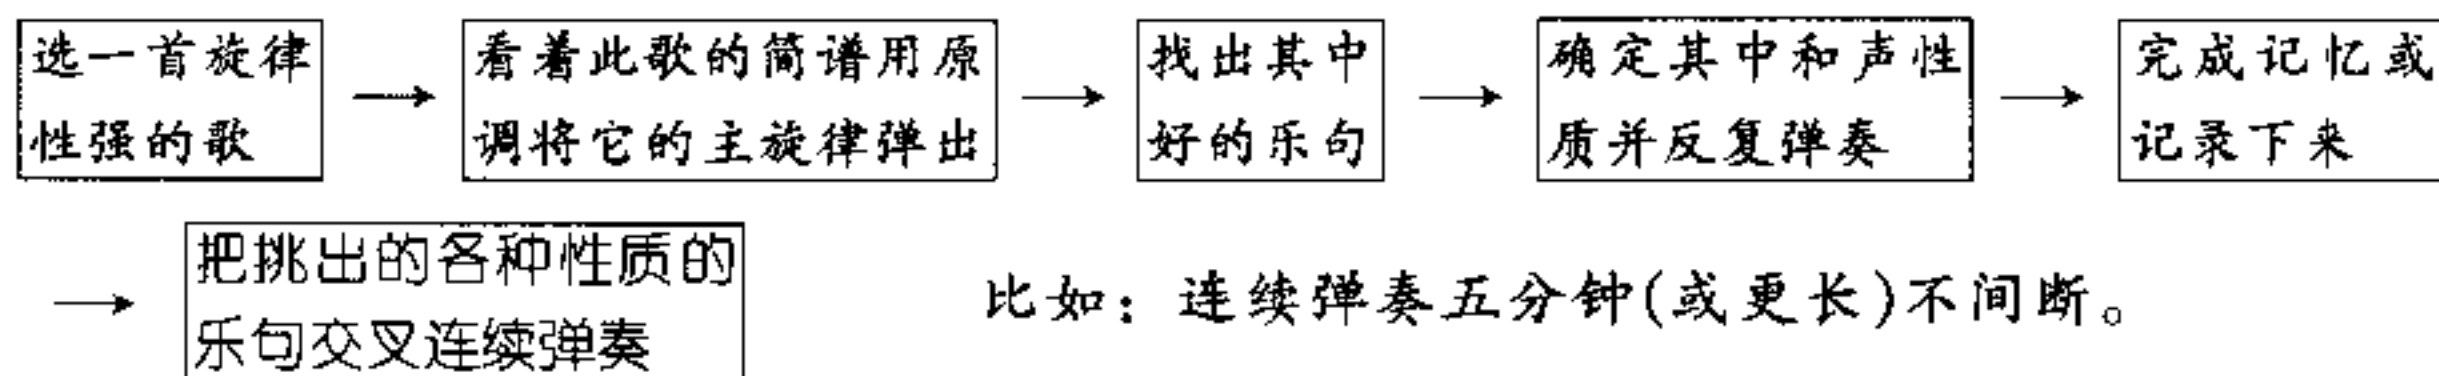 选一首旋律
性强的歌
看着此歌的简谱用原
调将它的主旋律弹出
找出其中
好的乐句
确定其中和声性
质并反复弹奏
完成记忆或
记录下来
把挑出的各种性质的
乐句交叉连续弹奏
比如：连续弹奏五分钟(或更长)不间断。